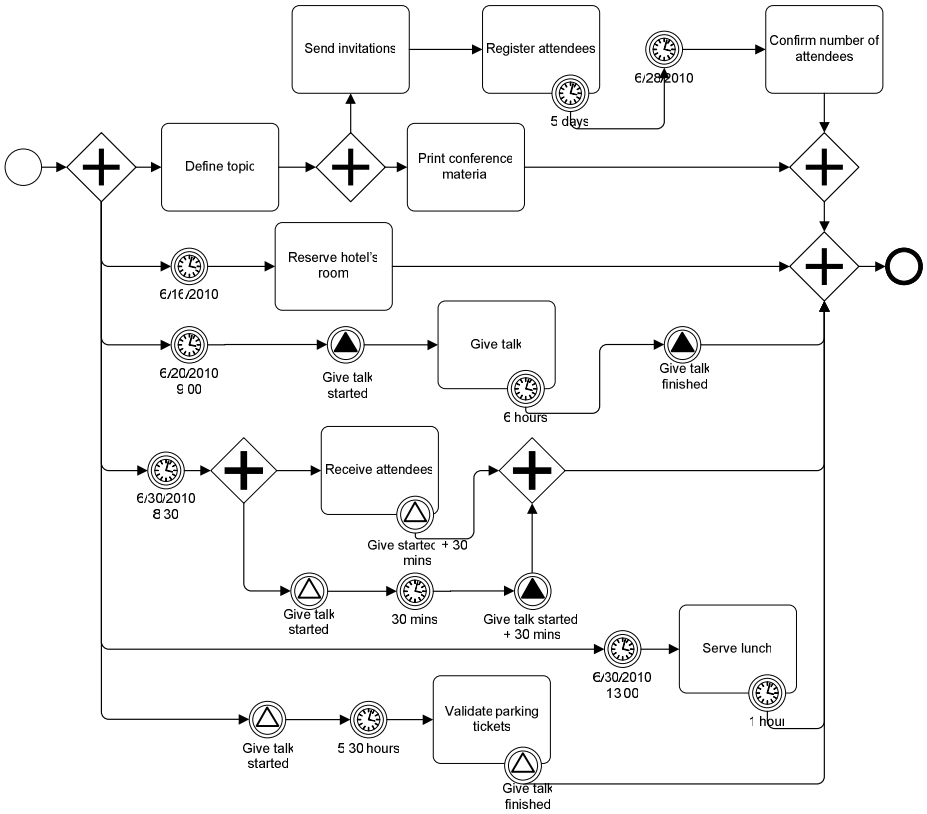 Send invitations
Register attendees
Confirm number of
attendees
6/28/2010
5 days
Define topic
Print conference
materia
Reserve hotel's
room
6/16/2010
Give talk
6/20/2010
9 00
Give talk
started
Give talk
finished
6 hours
Receive attendees
6/30/2010
8 30
Give started + 30
mins
Give talk
started
30 mins
Give talk started
+ 30 mins
Serve lunch
6/30/2010
13 00
1 hour
Validate parking
tickets
Give talk
started
5 30 hours
Give talk
finished